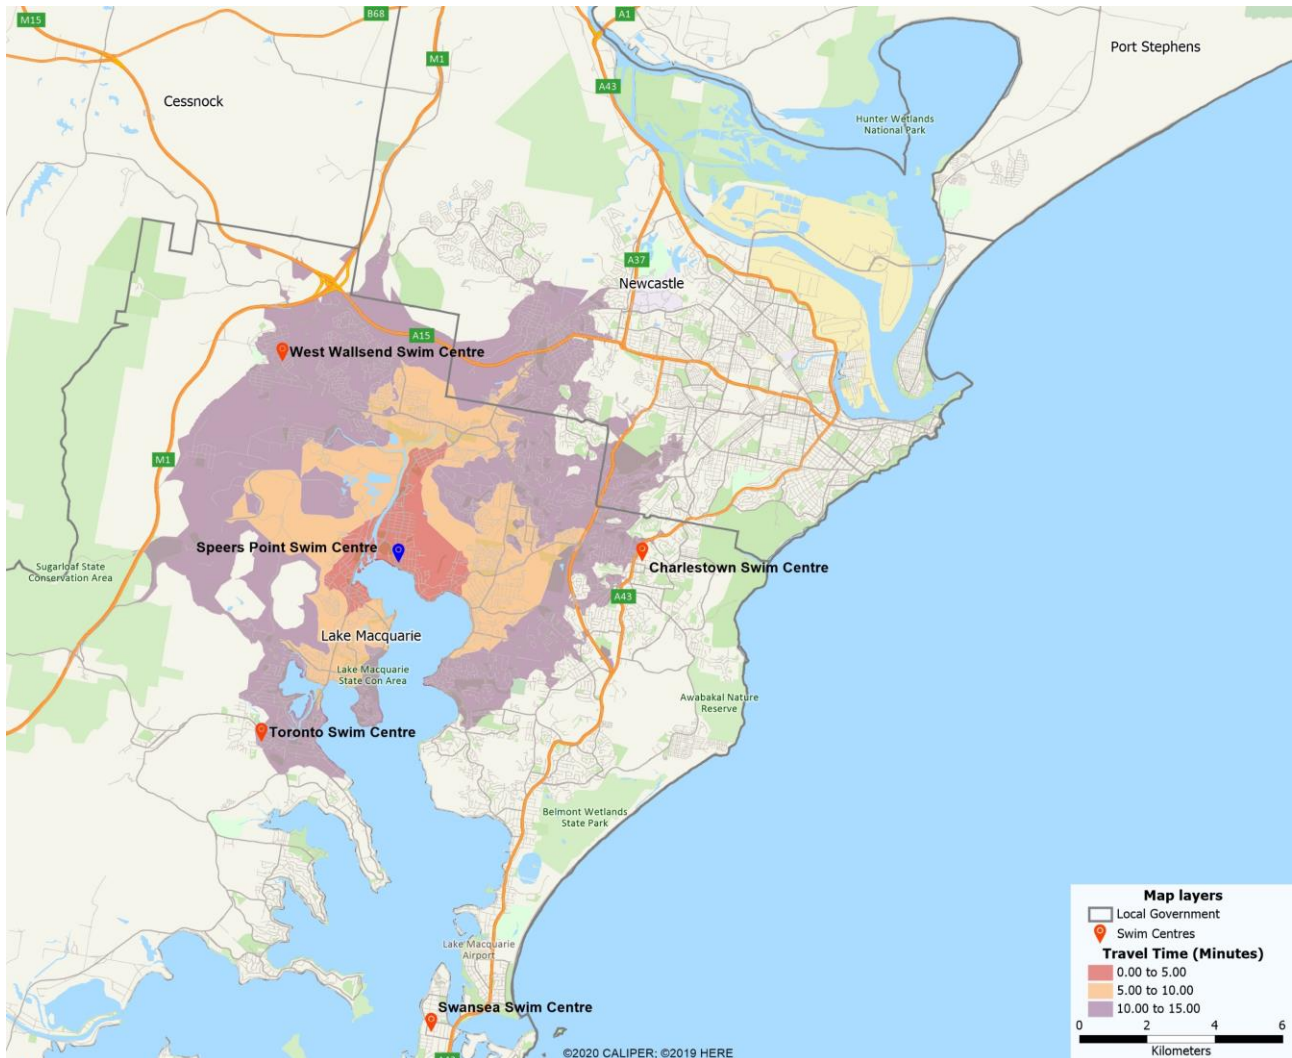 M15
B68
A1
Port Stephens
M1
Cessnock
A43
Hunter Wetlands
National Park
A37
Newcastle
A15
West Wallsend Swim Centre
M1
Speers Point Swim Centre
Charlestown Swim Centre
Sugarloaf State
Conservation Area
A43
Lake Macquarie
Lake Macquarie
State Con Area
Awabakal Nature
Reserve
Toronto Swim Centre
Belmont Wetlands
State Park
Map layers
Local Government
Swim Centres
Travel Time (Minutes)
0.00 to 5.00
5.00 to 10.00
10.00 to 15.00
0 2 4 6
Kilometers
Lake Macquarie
Airport
Swansea Swim Centre
©2020 CALIPER; ©2019 HERE